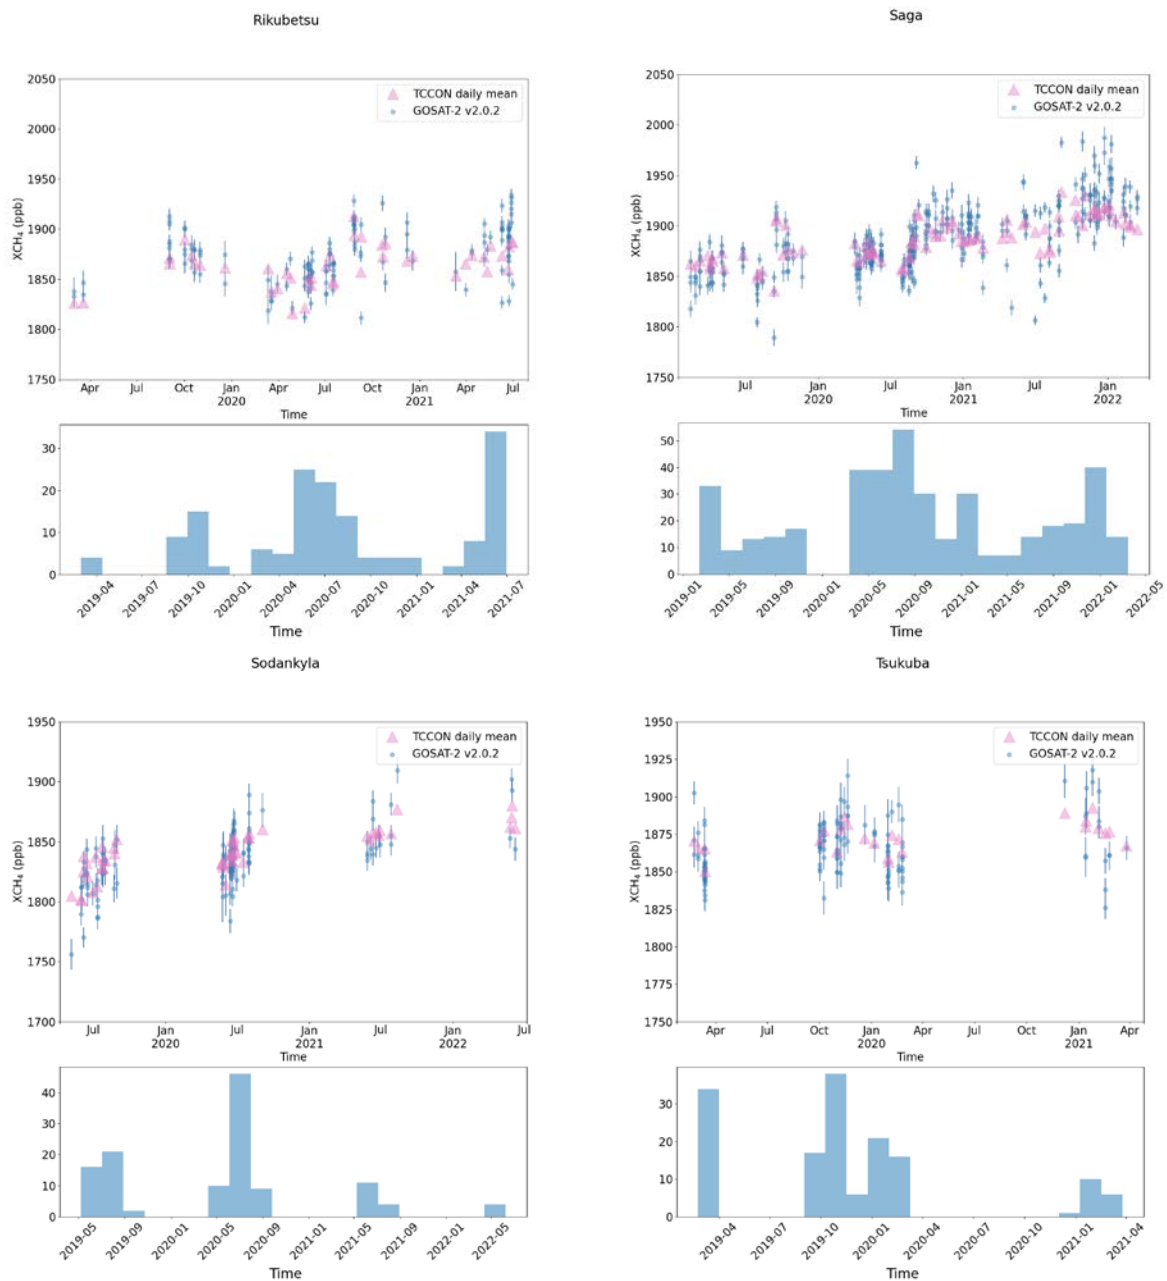 Rikubetsu
2050
2000
1950
1900
1850
1800
1750
XCH₄ (ppb)
TCCON daily mean
GOSAT-2 v2.0.2
Apr Jul Oct Jan Apr Jul Oct Jan Apr Jul
2020 2021
Time
30
20
10
0
2019-04 2019-07 2019-10 2020-01 2020-04 2020-07 2020-10 2021-01 2021-04 2021-07
Time
Saga
2050
2000
1950
1900
1850
1800
1750
XCH₄ (ppb)
TCCON daily mean
GOSAT-2 v2.0.2
Jul Jan Jul Jan Jul Jan
2020 2021 2022
Time
50
40
30
20
10
0
2019-01 2019-05 2019-09 2020-01 2020-05 2020-09 2021-01 2021-05 2021-09 2022-01 2022-05
Time
Sodankyla
1950
1900
1850
1800
1750
1700
XCH₄ (ppb)
TCCON daily mean
GOSAT-2 v2.0.2
Jul Jan Jul Jan Jul Jan Jul
2020 2021 2022
Time
40
30
20
10
0
2019-05 2019-09 2020-01 2020-05 2020-09 2021-01 2021-05 2021-09 2022-01 2022-05
Time
Tsukuba
1950
1925
1900
1875
1850
1825
1800
1775
1750
XCH₄ (ppb)
TCCON daily mean
GOSAT-2 v2.0.2
Apr Jul Oct Jan Apr Jul Oct Jan Apr
2020 2021
Time
30
20
10
0
2019-04 2019-07 2019-10 2020-01 2020-04 2020-07 2020-10 2021-01 2021-04
Time